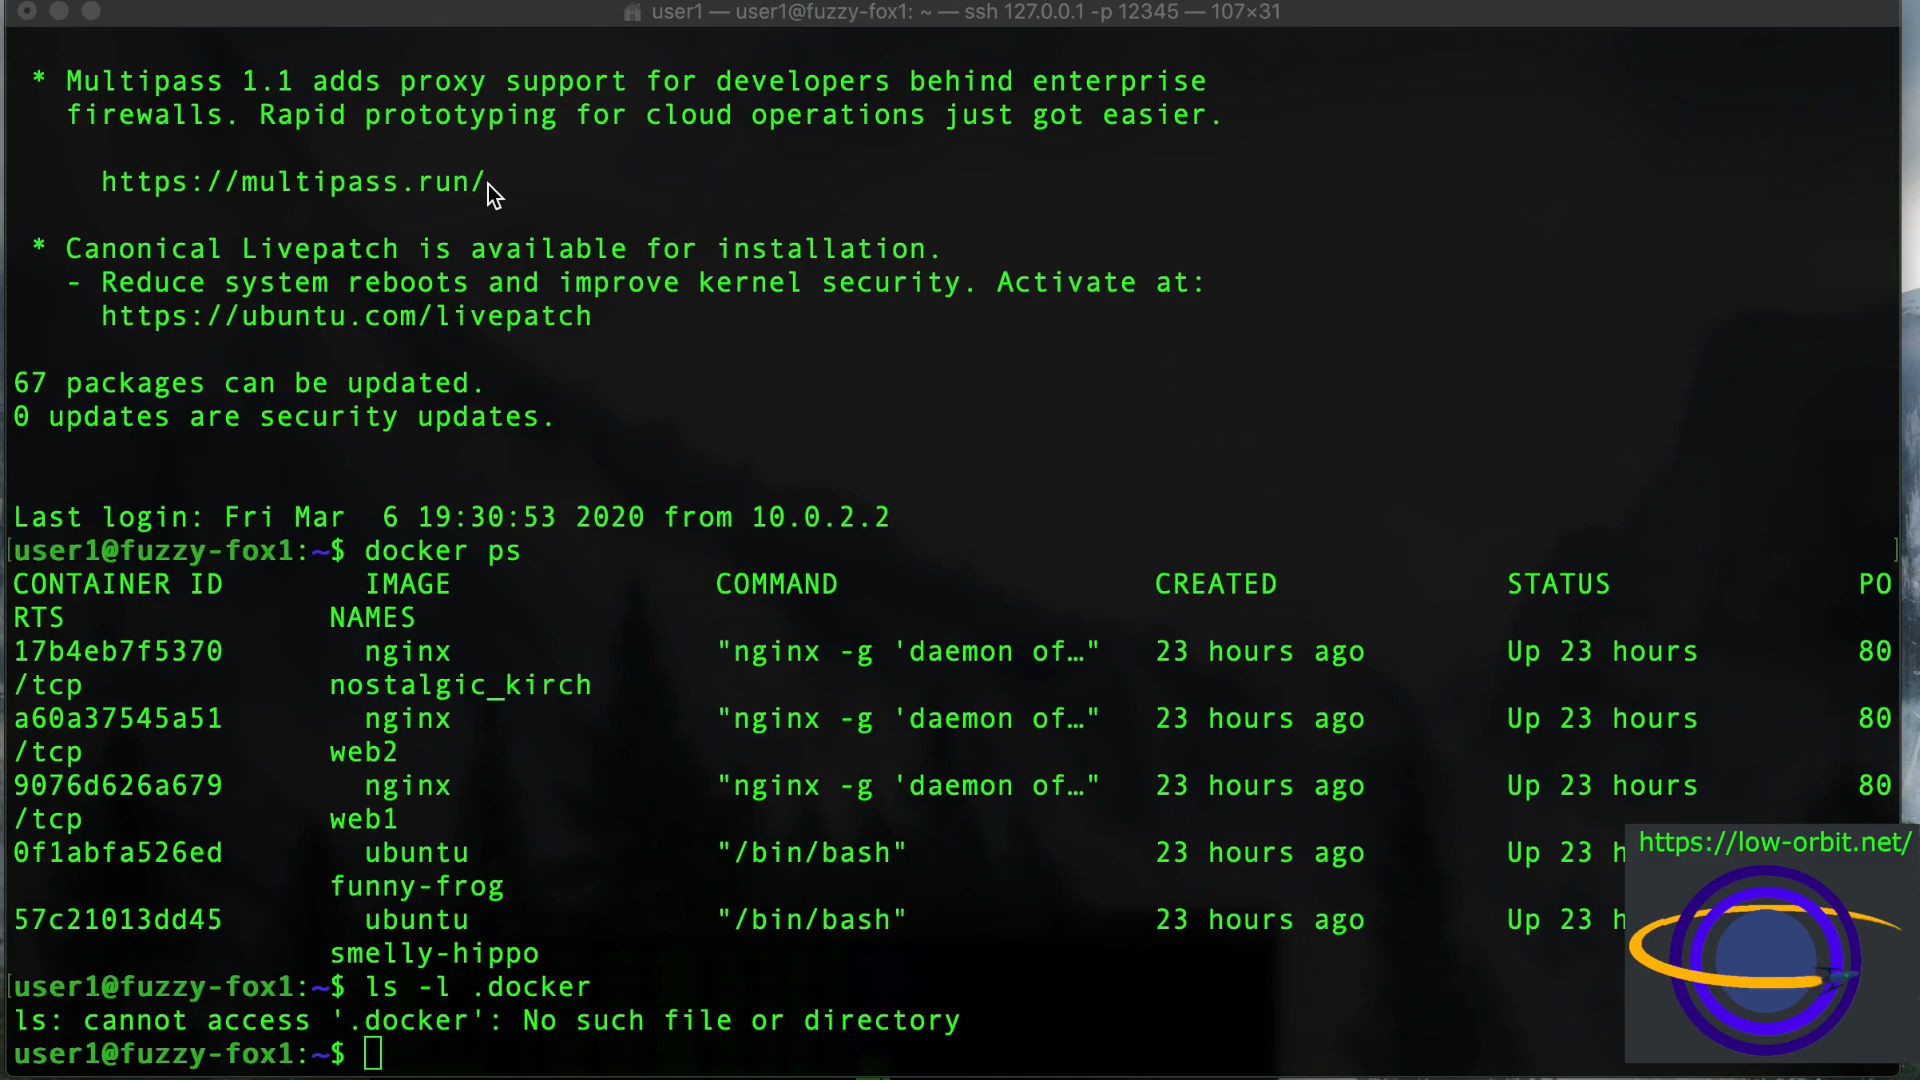 user1 — user1@fuzzy-fox1: ~ — ssh 127.0.0.1 -p 12345 — 107×31
* Multipass 1.1 adds proxy support for developers behind enterprise
firewalls. Rapid prototyping for cloud operations just got easier.
https://multipass.run/
* Canonical Livepatch is available for installation.
- Reduce system reboots and improve kernel security. Activate at:
https://ubuntu.com/livepatch
67 packages can be updated.
0 updates are security updates.
Last login: Fri Mar  6 19:30:53 2020 from 10.0.2.2
[user1@fuzzy-fox1:~$ docker ps ]
CONTAINER ID        IMAGE               COMMAND                  CREATED             STATUS              PO
RTS               NAMES
17b4eb7f5370        nginx               "nginx -g 'daemon of…"   23 hours ago        Up 23 hours         80
/tcp              nostalgic_kirch
a60a37545a51        nginx               "nginx -g 'daemon of…"   23 hours ago        Up 23 hours         80
/tcp              web2
9076d626a679        nginx               "nginx -g 'daemon of…"   23 hours ago        Up 23 hours         80
/tcp              web1
0f1abfa526ed        ubuntu              "/bin/bash"              23 hours ago        Up 23 h
funny-frog
57c21013dd45        ubuntu              "/bin/bash"              23 hours ago        Up 23 h
smelly-hippo
[user1@fuzzy-fox1:~$ ls -l .docker
ls: cannot access '.docker': No such file or directory
user1@fuzzy-fox1:~$
https://low-orbit.net/